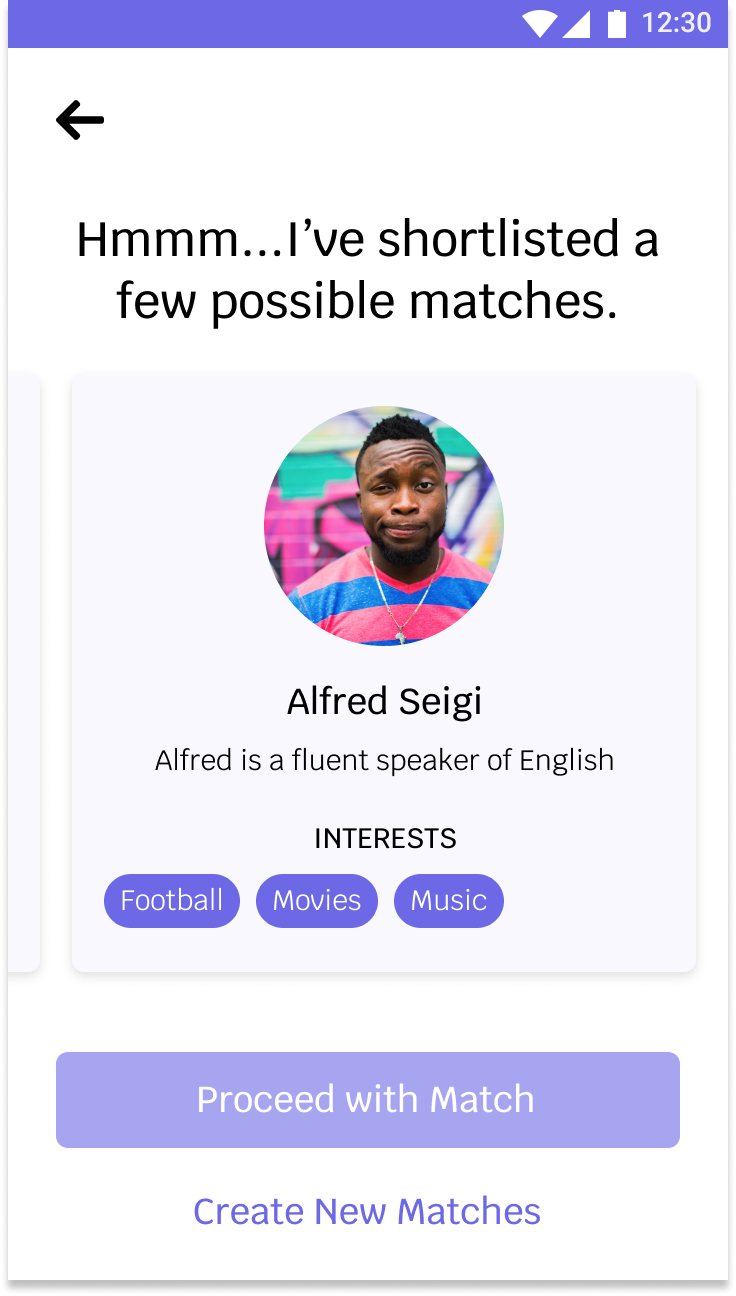 12:30
Hmmm...I’ve shortlisted a
few possible matches.
Alfred Seigi
Alfred is a fluent speaker of English
INTERESTS
Football Movies Music
Proceed with Match
Create New Matches